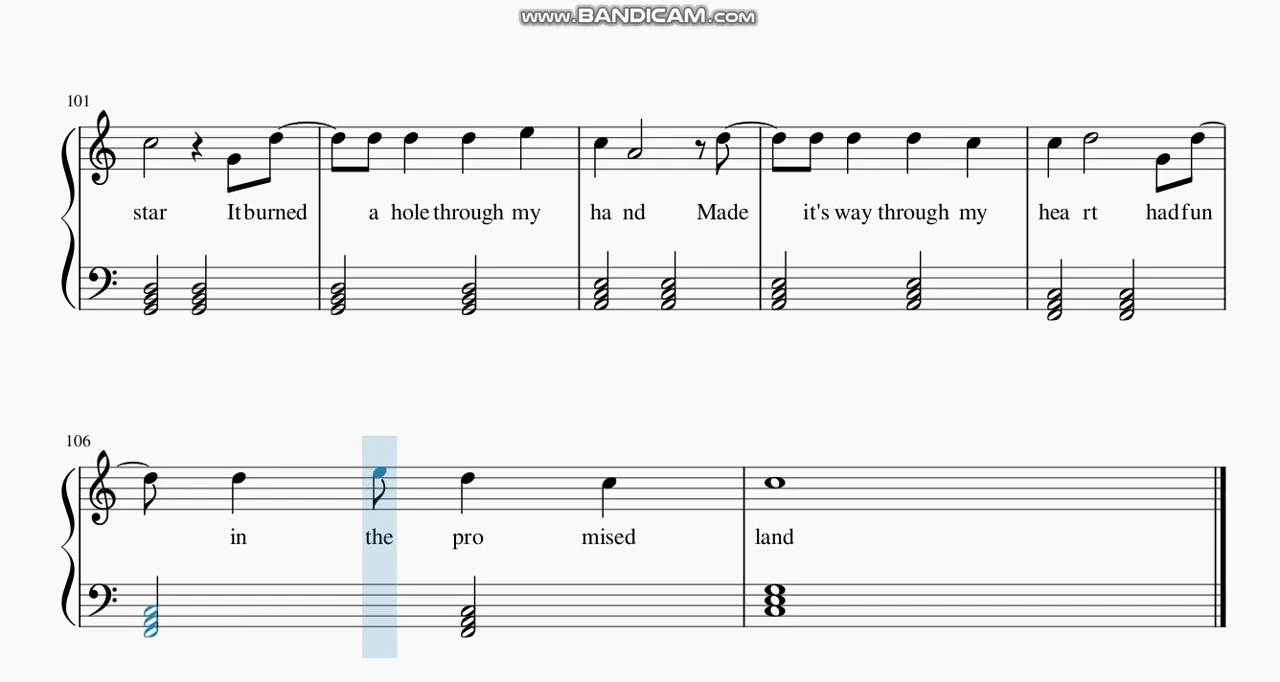 www.BANDICAM.com
101
star It burned a hole through my ha nd Made it's way through my hea rt had fun
106
in the pro mised land